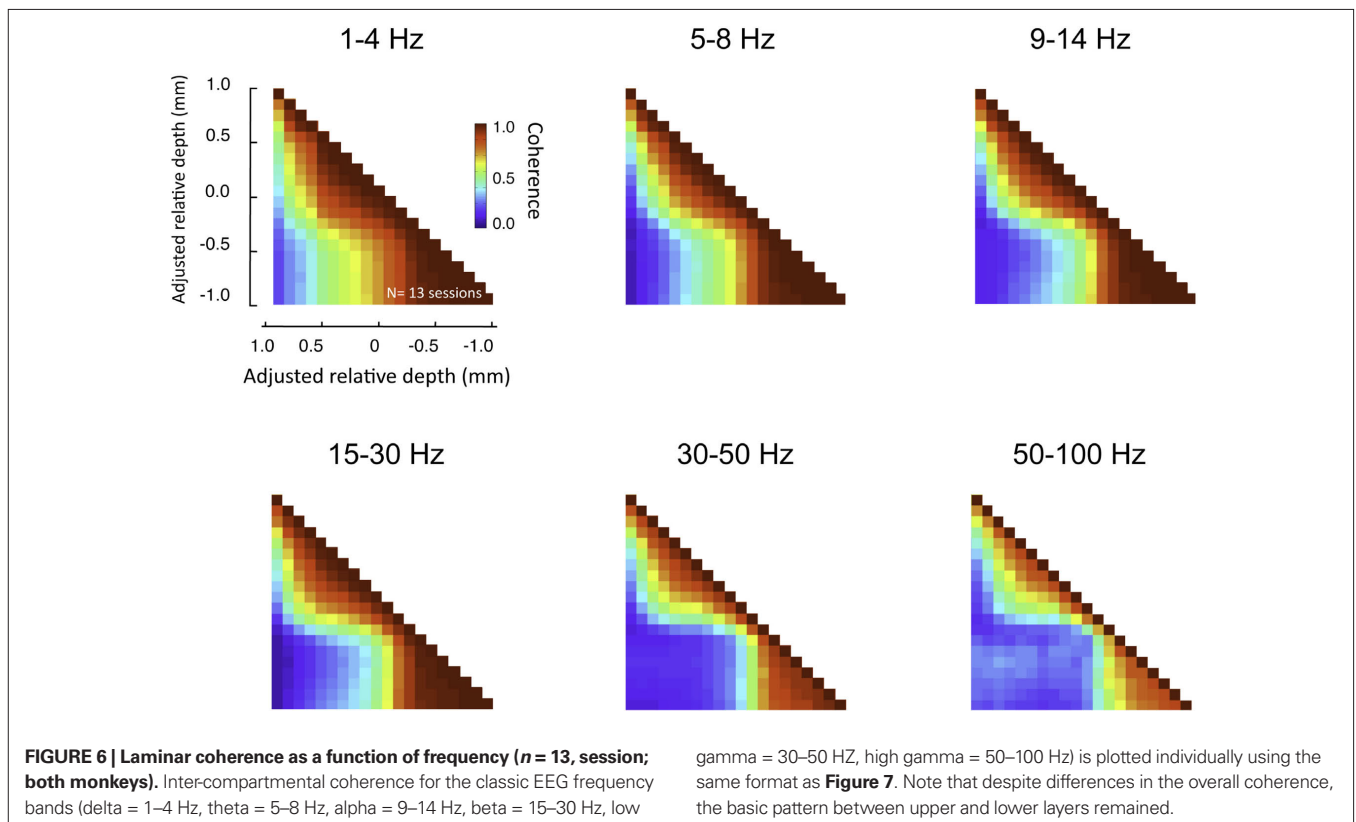 1-4 Hz
5-8 Hz
9-14 Hz
Adjusted relative depth (mm)
1.0
0.5
0.0
-0.5
-1.0
1.0
0.5
0.0
Coherence
N= 13 sessions
1.0 0.5 0 -0.5 -1.0
Adjusted relative depth (mm)
15-30 Hz
30-50 Hz
50-100 Hz
FIGURE 6 | Laminar coherence as a function of frequency (n = 13, session;
both monkeys). Inter-compartmental coherence for the classic EEG frequency
bands (delta = 1–4 Hz, theta = 5–8 Hz, alpha = 9–14 Hz, beta = 15–30 Hz, low
gamma = 30–50 HZ, high gamma = 50–100 Hz) is plotted individually using the
same format as Figure 7. Note that despite differences in the overall coherence,
the basic pattern between upper and lower layers remained.